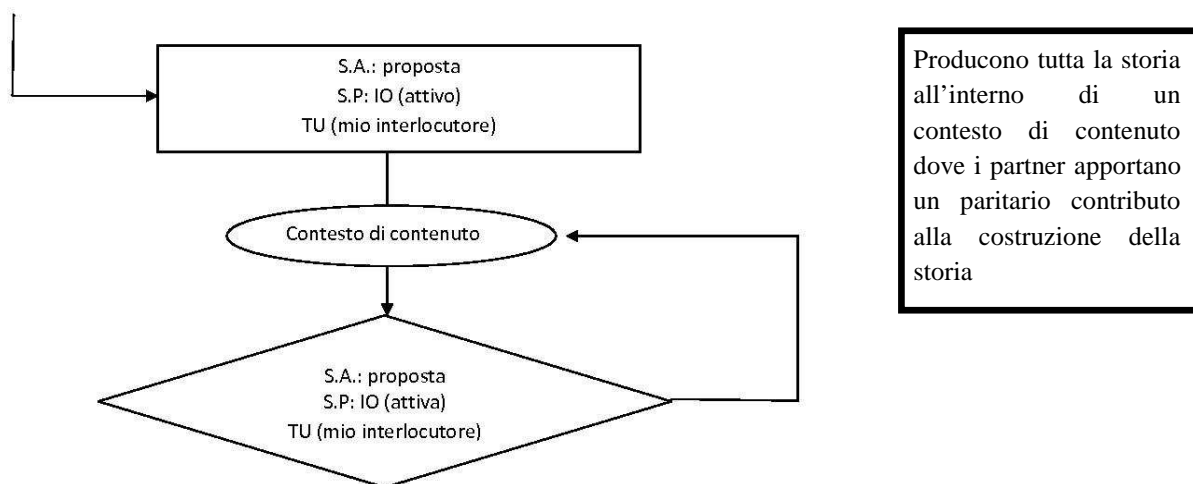 S.A.: proposta
S.P: IO (attivo)
TU (mio interlocutore)
Contesto di contenuto
S.A.: proposta
S.P: IO (attiva)
TU (mio interlocutore)
Producono tutta la storia
all’interno di un
contesto di contenuto
dove i partner apportano
un paritario contributo
alla costruzione della
storia